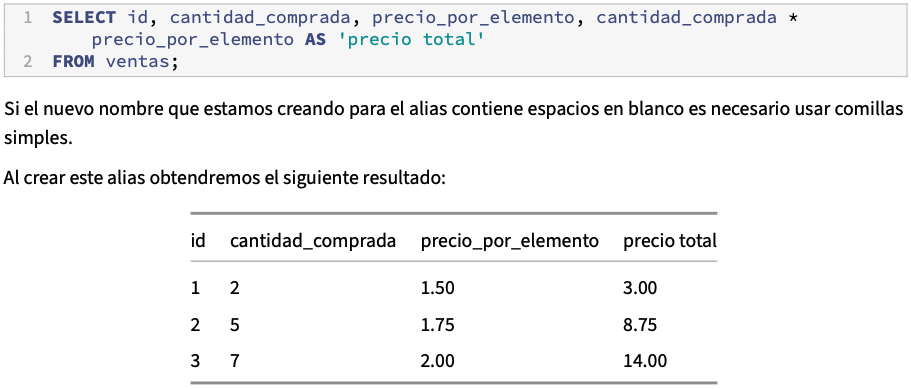 1 SELECT id, cantidad_comprada, precio_por_elemento, cantidad_comprada *
precio_por_elemento AS 'precio total'
2 FROM ventas;
Si el nuevo nombre que estamos creando para el alias contiene espacios en blanco es necesario usar comillas
simples.
Al crear este alias obtendremos el siguiente resultado:
id cantidad_comprada precio_por_elemento precio total
1 2 1.50 3.00
2 5 1.75 8.75
3 7 2.00 14.00